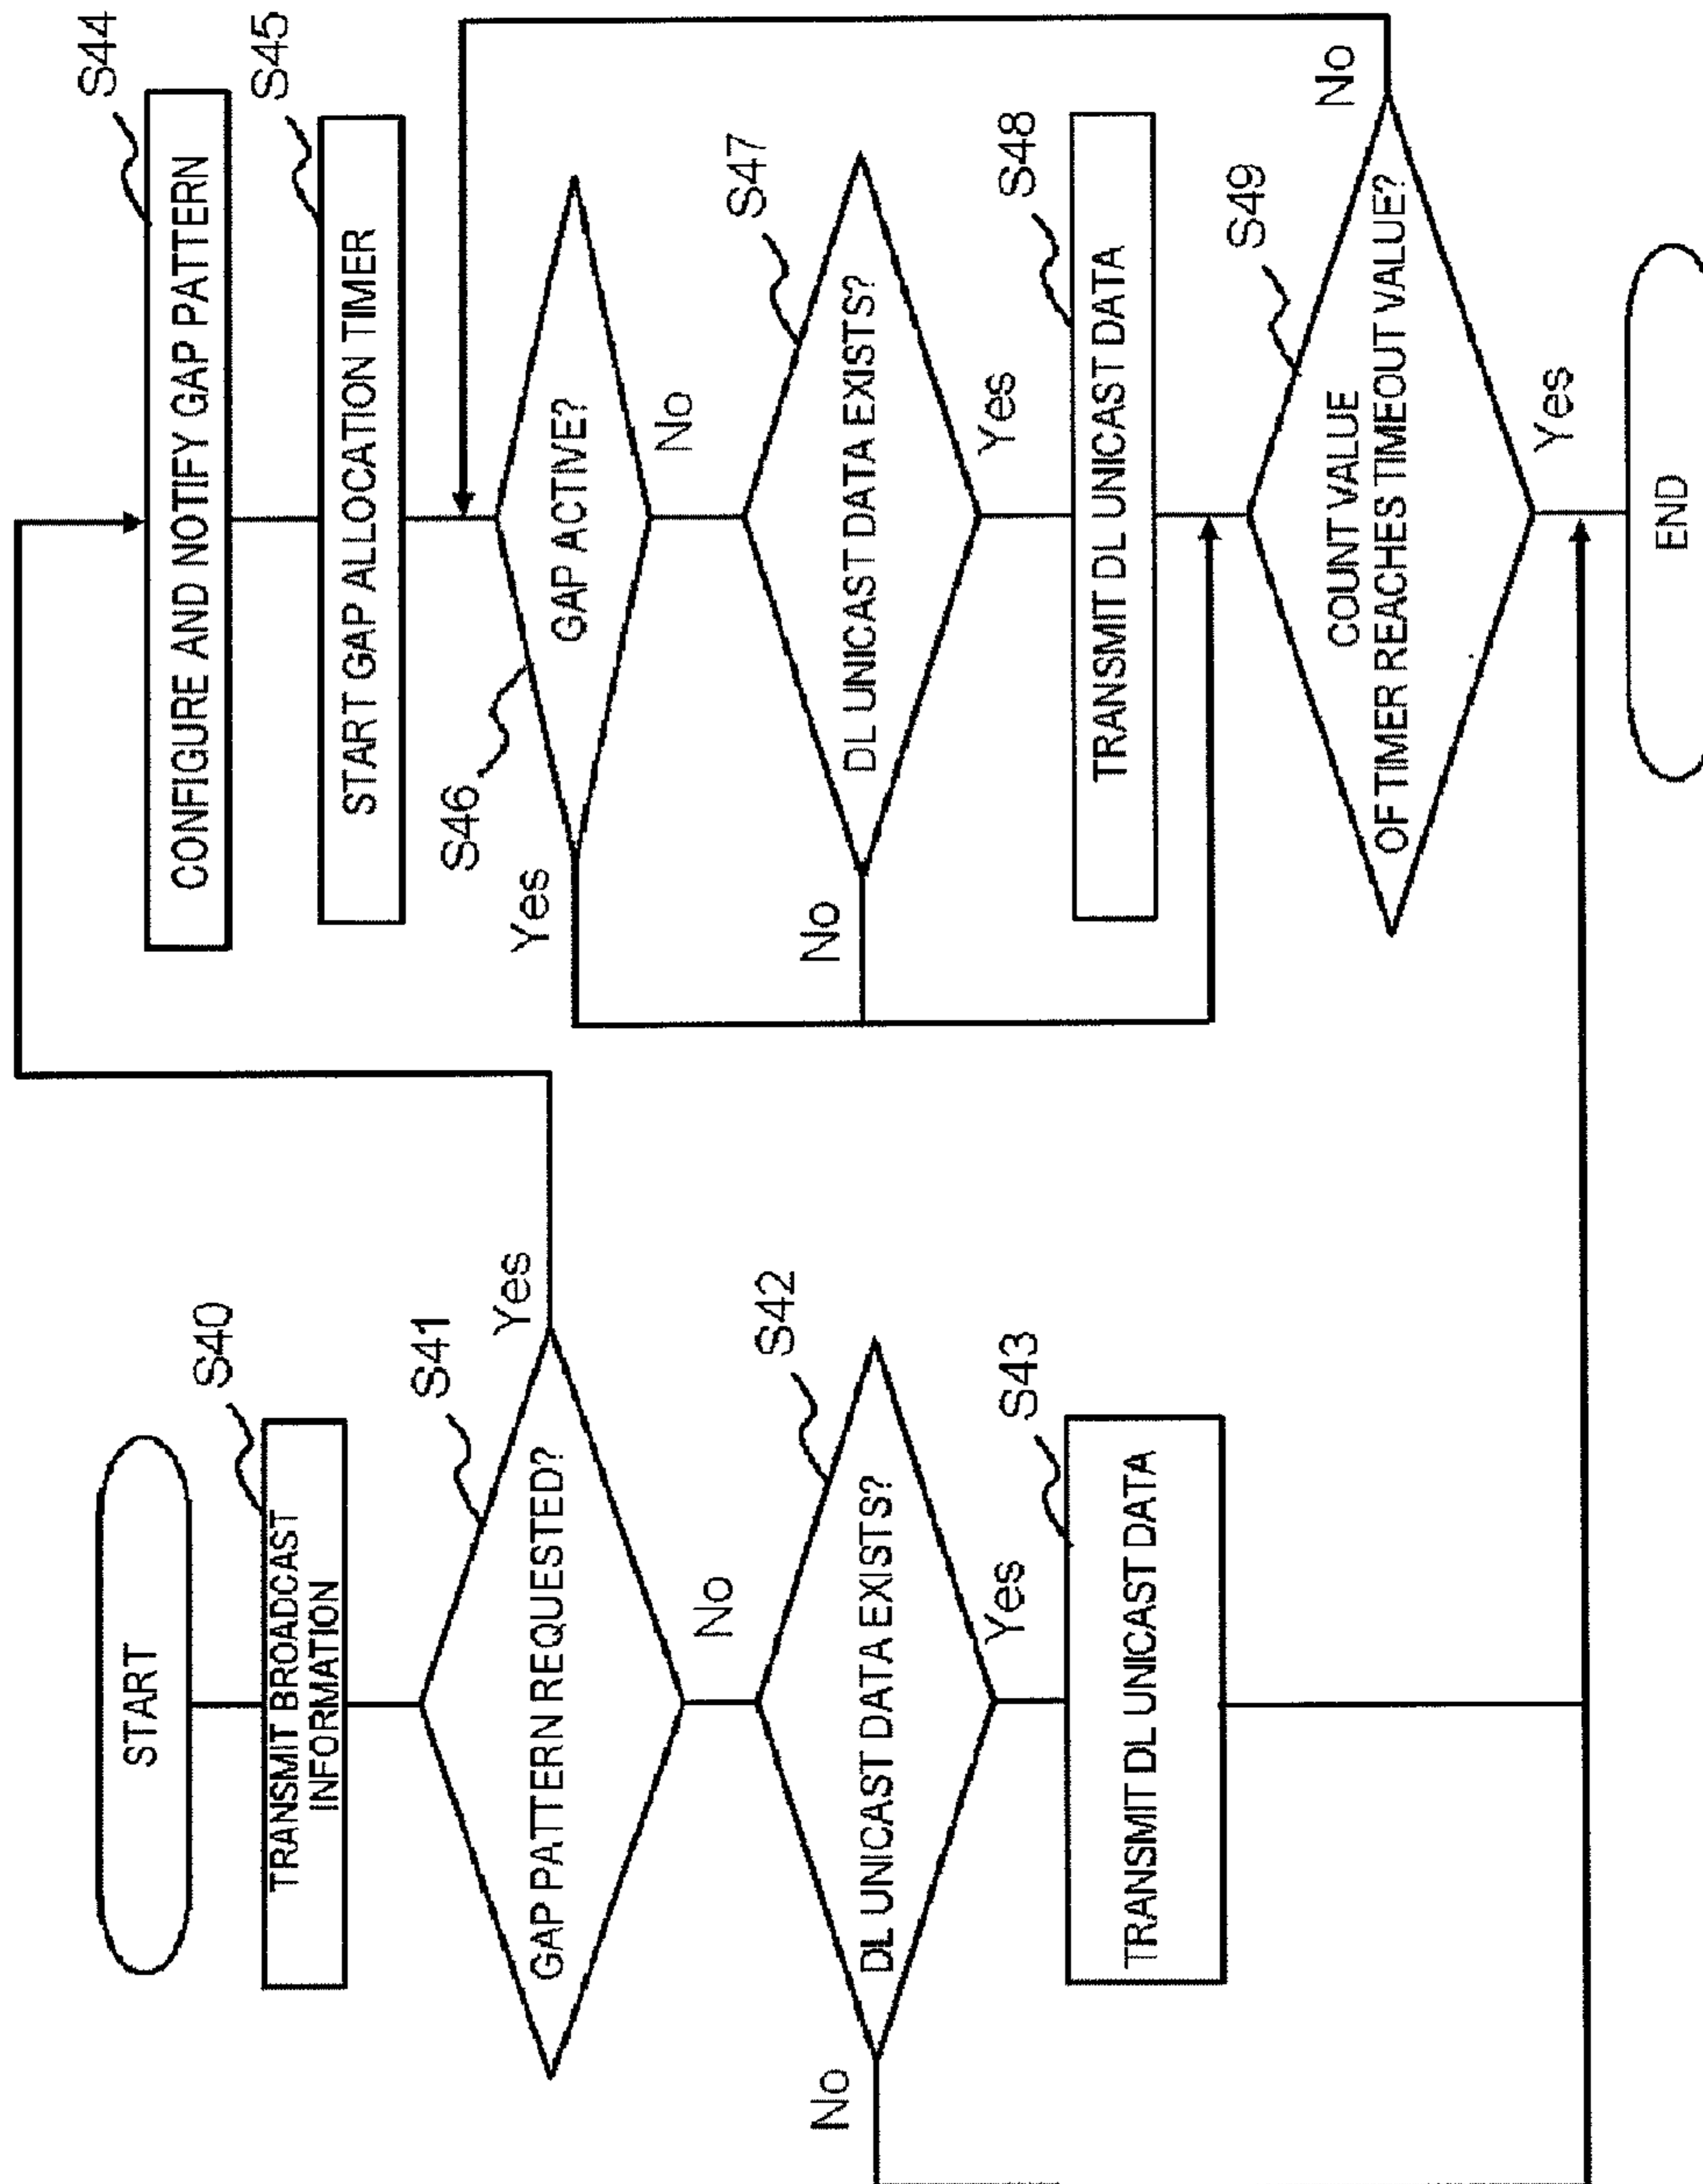 START
S40
TRANSMIT BROADCAST
INFORMATION
S41
GAP PATTERN REQUESTED?
Yes
No
S42
DL UNICAST DATA EXISTS?
No
Yes
S43
TRANSMIT DL UNICAST DATA
S44
CONFIGURE AND NOTIFY GAP PATTERN
S45
START GAP ALLOCATION TIMER
S46
GAP ACTIVE?
Yes
No
S47
DL UNICAST DATA EXISTS?
No
Yes
S48
TRANSMIT DL UNICAST DATA
S49
COUNT VALUE
OF TIMER REACHES TIMEOUT VALUE?
No
Yes
END